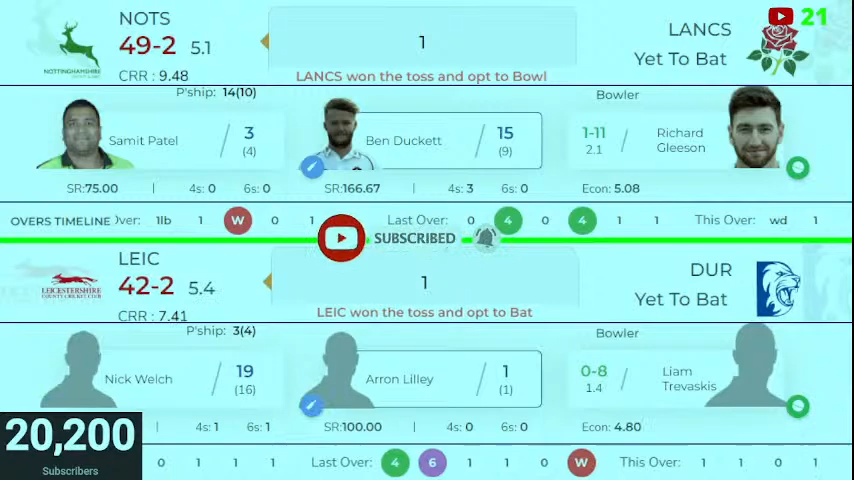 NOTS
49-2 5.1
CRR : 9.48
NOTTINGHAMSHIRE
1
LANCS won the toss and opt to Bowl
LANCS
Yet To Bat
21
P'ship: 14(10)
Samit Patel
3
(4)
Ben Duckett
15
(9)
Bowler
1-11
2.1
Richard
Gleeson
SR:75.00 | 4s: 0 6s: 0
SR:166.67 | 4s: 3 6s: 0
Econ: 5.08
OVERS TIMELINE Over: 1lb 1 W 0 1 Last Over: 0 4 0 4 1 1 This Over: wd 1
SUBSCRIBED
LEIC
42-2 5.4
CRR : 7.41
LEICESTERSHIRE
COUNTY CRICKET CLUB
1
LEIC won the toss and opt to Bat
DUR
Yet To Bat
P'ship: 3(4)
Nick Welch
19
(16)
Arron Lilley
1
(1)
Bowler
0-8
1.4
Liam
Trevaskis
4s: 1 6s: 1
SR:100.00 | 4s: 0 6s: 0
Econ: 4.80
20,200
Subscribers
0 1 1 1 Last Over: 4 6 1 1 0 W This Over: 1 1 0 1